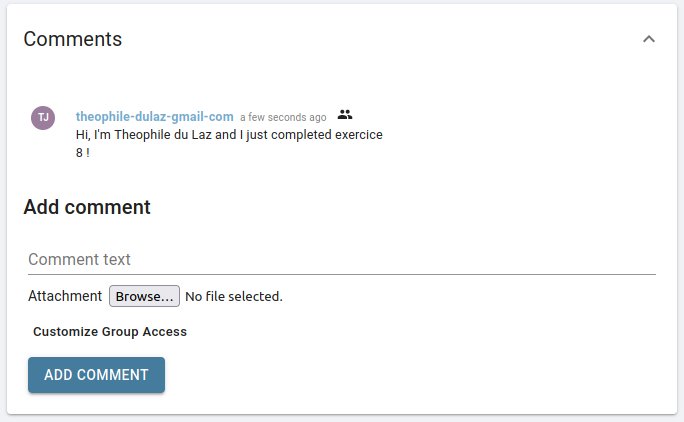 Comments
TJ
theophile-dulaz-gmail-com a few seconds ago
Hi, I'm Theophile du Laz and I just completed exercice
8 !
Add comment
Comment text
Attachment Browse... No file selected.
Customize Group Access
ADD COMMENT